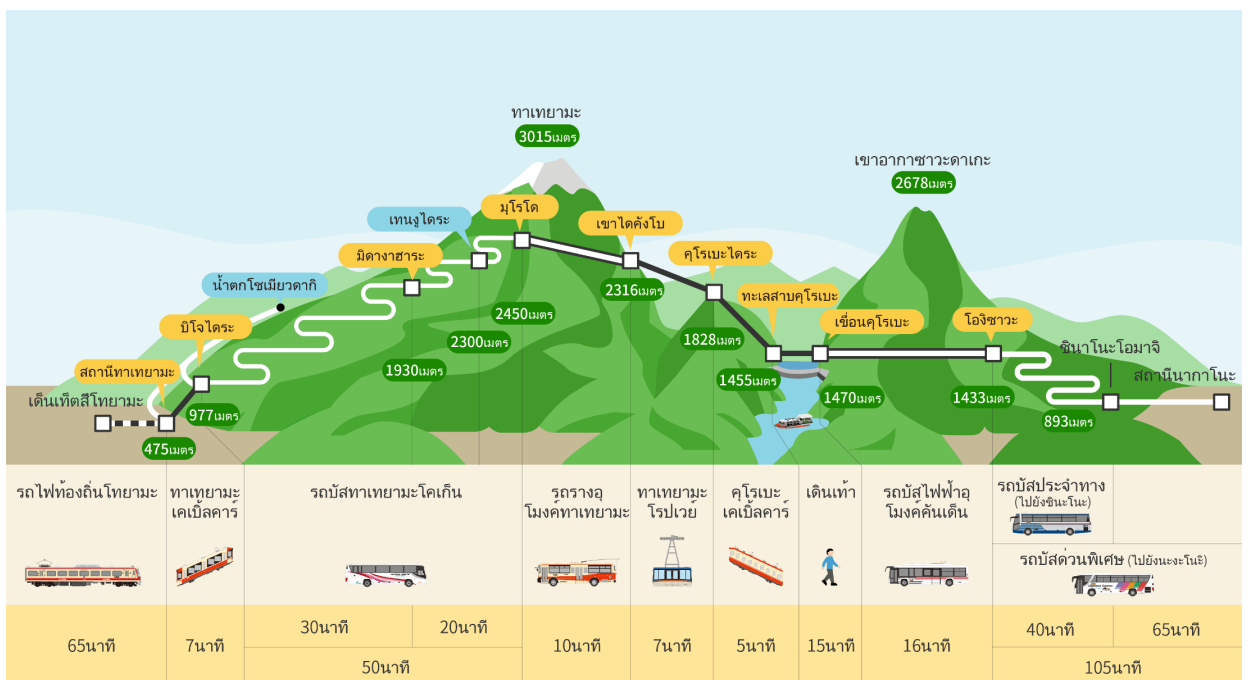 ทาเทยามะ
3015เมตร
เขาอากาซาวะดาเกะ
2678เมตร
มุโรโด
เทนงูไดระ
เขาไดคังโบ
มิดางาฮาระ
คุโรเบะไดระ
น้ำตกโชเมียวดากิ
2316เมตร
ทะเลสาบคุโรเบะ
2450เมตร
บิโจไดระ
เขื่อนคุโรเบะ
โองิซาวะ
2300เมตร
1828เมตร
ชินาโนะโอมาจิ
สถานีทาเทยามะ
1930เมตร
1455เมตร
สถานีนากาโนะ
เด็นเท็ตสึโทยามะ
977เมตร
1470เมตร
1433เมตร
893เมตร
475เมตร
รถไฟท้องถิ่นโทยามะ
ทาเทยามะ
เคเบิ้ลคาร์
รถบัสทาเทยามะโคเก็น
รถรางอุ
โมงค์ทาเทยามะ
ทาเทยามะ
โรปเวย์
คุโรเบะ
เคเบิ้ลคาร์
เดินเท้า
รถบัสไฟฟ้าอุ
โมงค์คันเด็น
รถบัสประจำทาง
(ไปยังชินะโนะ)
รถบัสด่วนพิเศษ (ไปยังนะงะโนะ)
65นาที
7นาที
30นาที
20นาที
50นาที
10นาที
7นาที
5นาที
15นาที
16นาที
40นาที
65นาที
105นาที